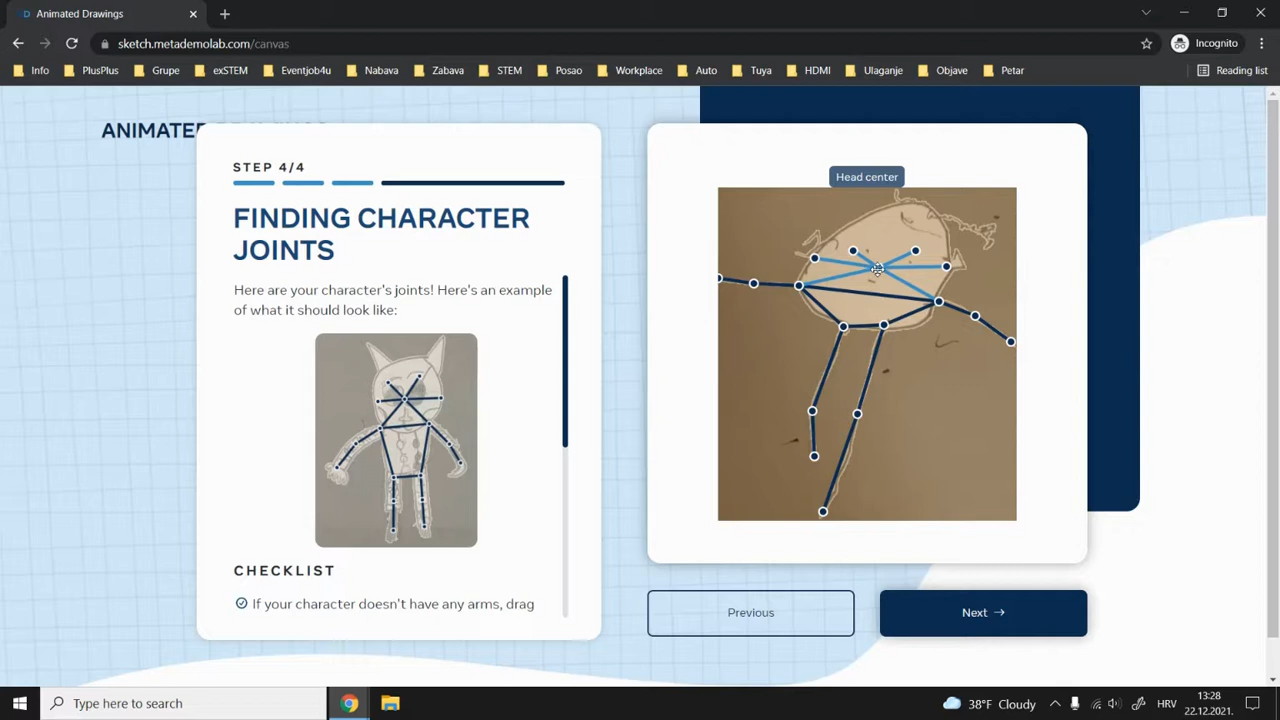 Animated Drawings
sketch.metademolab.com/canvas
Incognito
Info PlusPlus Grupe exSTEM Eventjob4u Nabava Zabava STEM Posao Workplace Auto Tuya HDMI Ulaganje Objave Petar Reading list
STEP 4/4
FINDING CHARACTER
JOINTS
Here are your character's joints! Here's an example
of what it should look like:
CHECKLIST
If your character doesn't have any arms, drag
Head center
Previous
Next →
Type here to search
38°F Cloudy
HRV
13:28
22.12.2021.